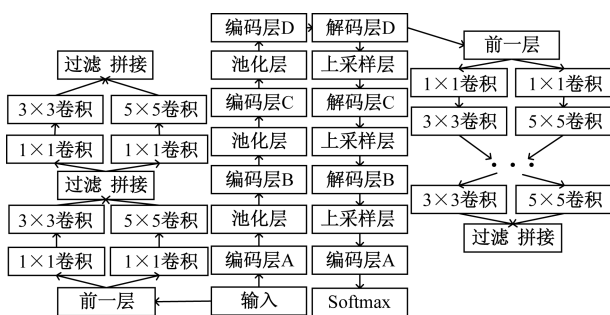 编码层D
解码层D
前一层
过滤 拼接
池化层
上采样层
1×1卷积
1×1卷积
3×3卷积
5×5卷积
编码层C
解码层C
3×3卷积
5×5卷积
1×1卷积
1×1卷积
池化层
上采样层
...
过滤 拼接
编码层B
解码层B
3×3卷积
5×5卷积
3×3卷积
5×5卷积
池化层
上采样层
过滤 拼接
1×1卷积
1×1卷积
编码层A
编码层A
前一层
输入
Softmax